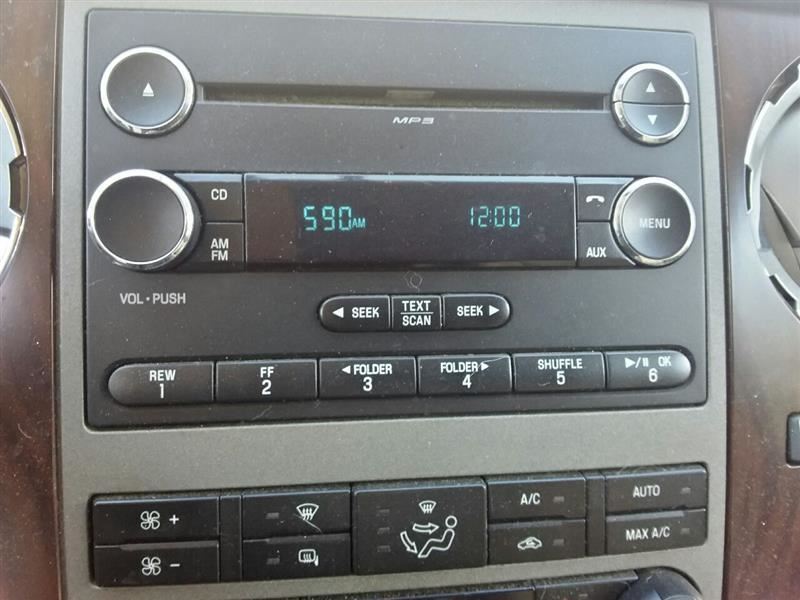 MP3
CD
590AM 12:00
MENU
AM
FM
AUX
VOL • PUSH
◀ SEEK
TEXT
SCAN
SEEK ▶
REW
1
FF
2
◀ FOLDER
3
FOLDER ▶
4
SHUFFLE
5
▶/II OK
6
+
A/C
AUTO
-
MAX A/C